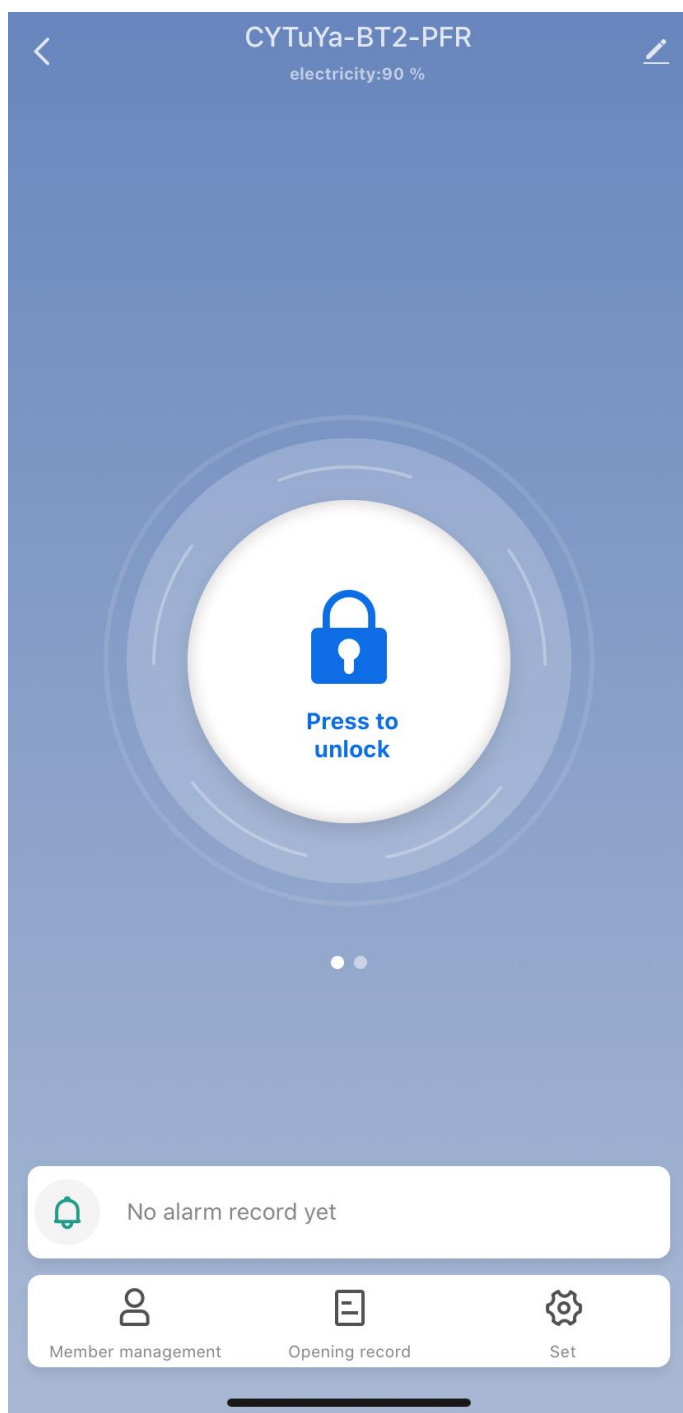 CYTuYa-BT2-PFR
electricity:90 %
Press to
unlock
No alarm record yet
Member management
Opening record
Set